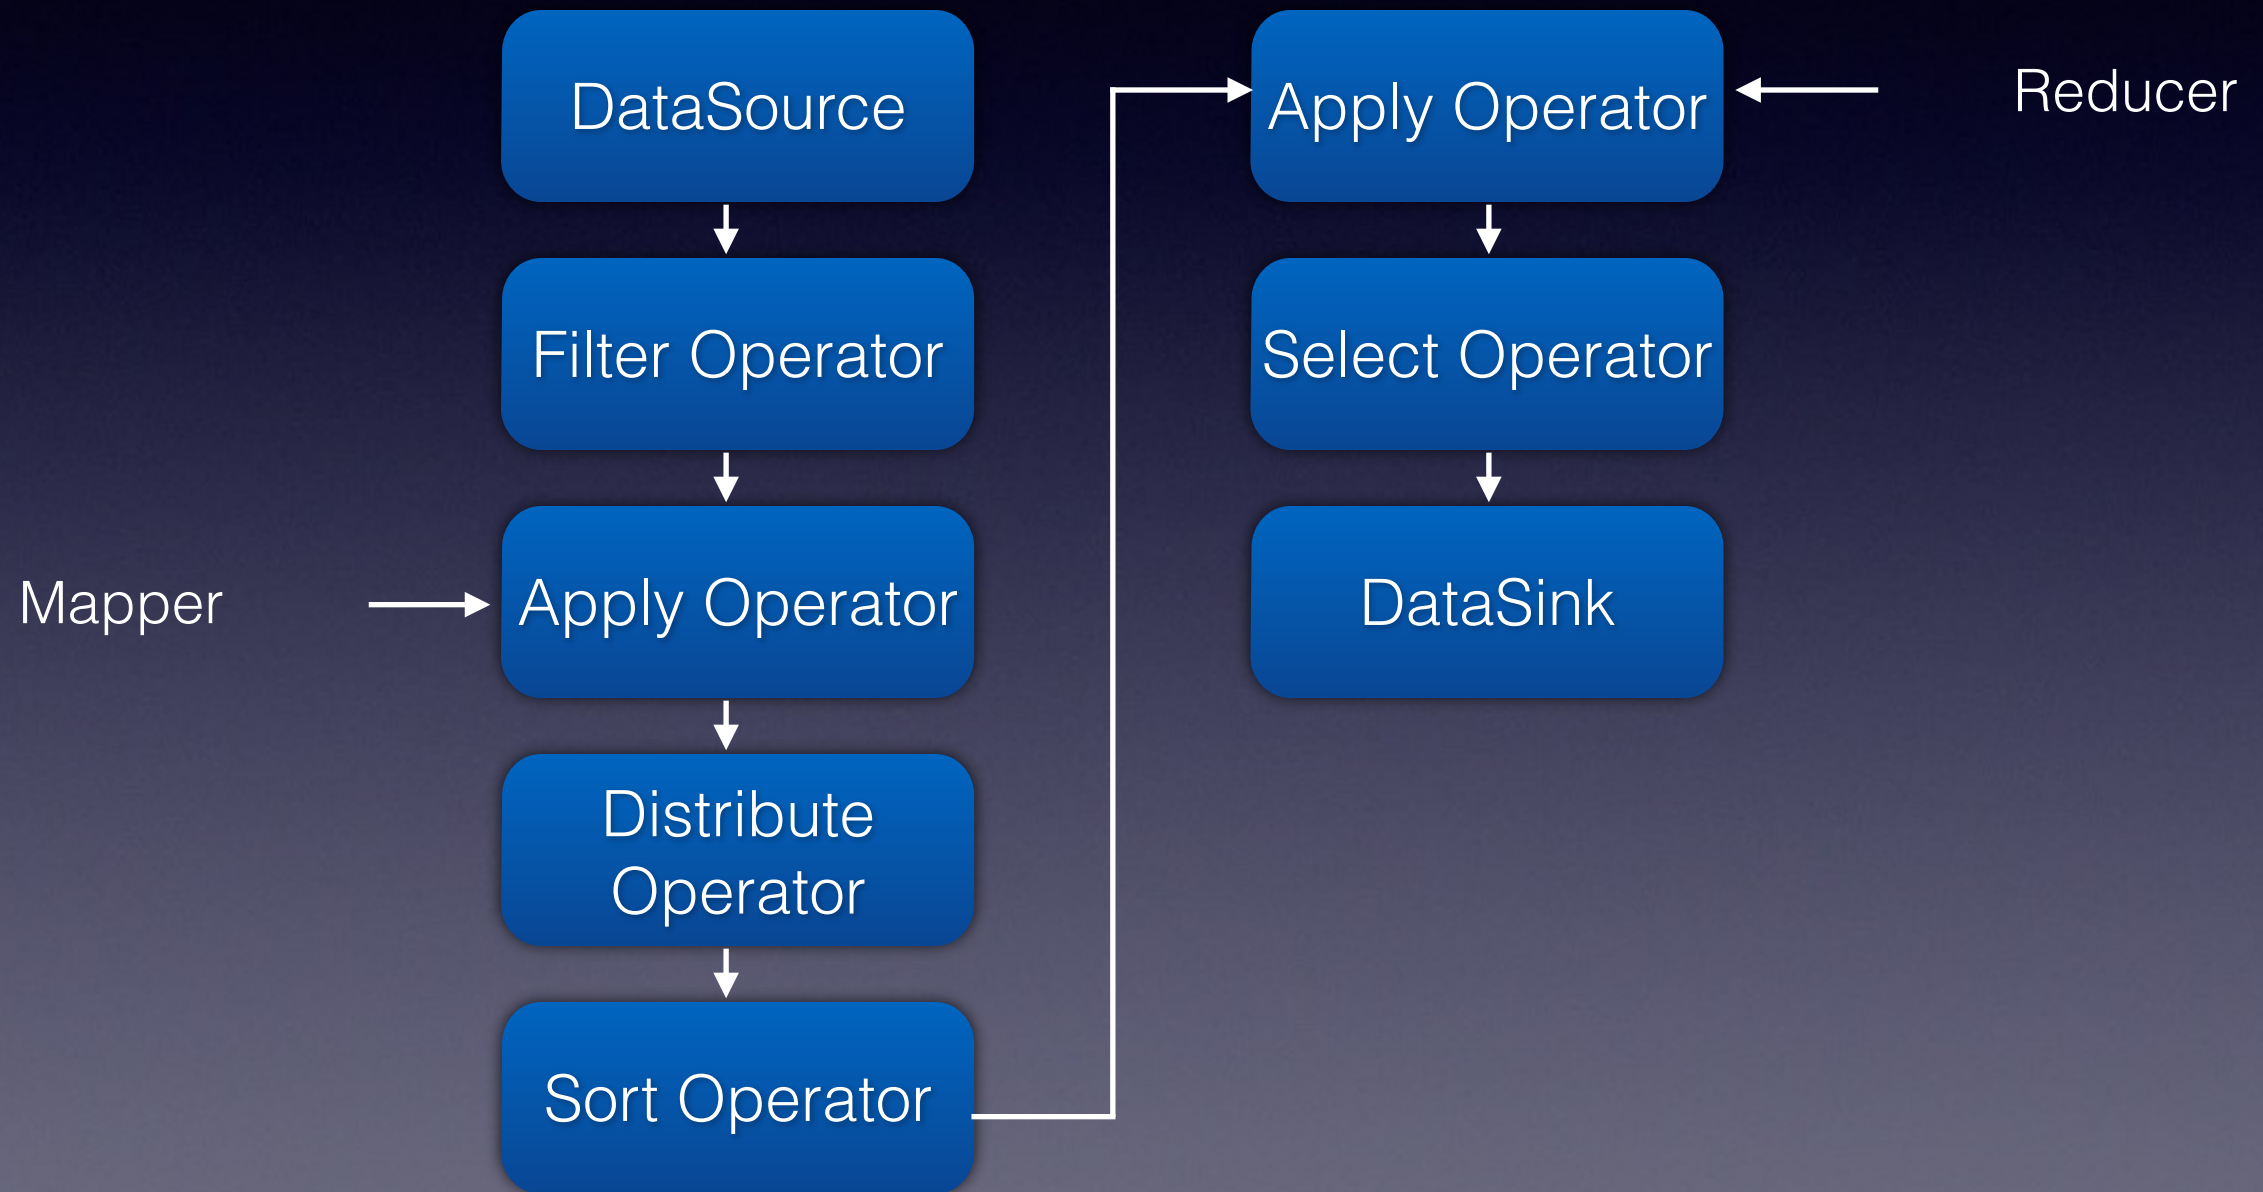 DataSource
Filter Operator
Mapper
Apply Operator
Distribute
Operator
Sort Operator
Apply Operator
Reducer
Select Operator
DataSink